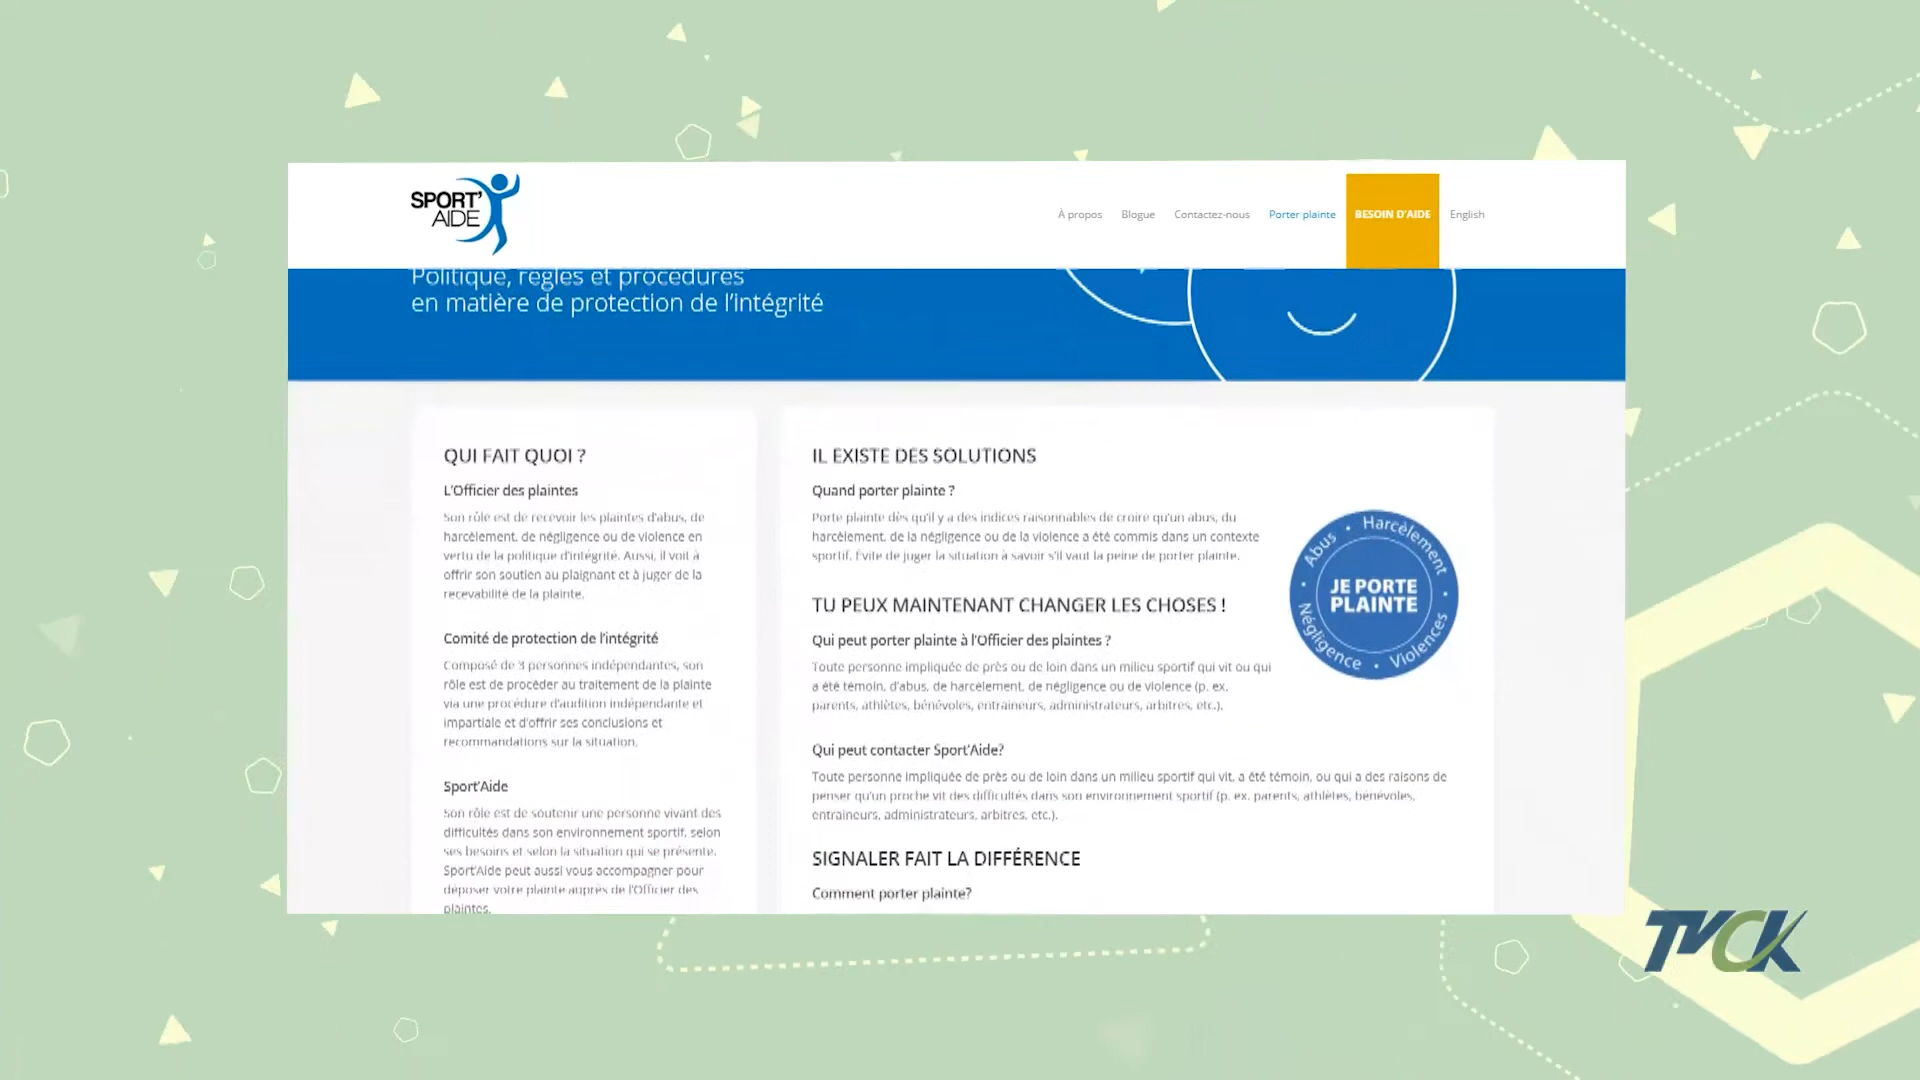 SPORT'
AIDE
À propos
Blogue
Contactez-nous
Porter plainte
BESOIN D'AIDE
English
Politique, règles et procédures
en matière de protection de l'intégrité
QUI FAIT QUOI ?
L'Officier des plaintes
Son rôle est de recevoir les plaintes d'abus, de
harcèlement, de négligence ou de violence en
vertu de la politique d'intégrité. Aussi, il voit à
offrir son soutien au plaignant et à juger de la
recevabilité de la plainte.
Comité de protection de l'intégrité
Composé de 3 personnes indépendantes, son
rôle est de procéder au traitement de la plainte
via une procédure d'audition indépendante et
impartiale et d'offrir ses conclusions et
recommandations sur la situation.
Sport'Aide
Son rôle est de soutenir une personne vivant des
difficultés dans son environnement sportif, selon
ses besoins et selon la situation qui se présente.
Sport'Aide peut aussi vous accompagner pour
déposer votre plainte auprès de l'Officier des
plaintes.
IL EXISTE DES SOLUTIONS
Quand porter plainte ?
Porte plainte dès qu'il y a des indices raisonnables de croire qu'un abus, du
harcèlement, de la négligence ou de la violence a été commis dans un contexte
sportif. Évite de juger la situation à savoir s'il vaut la peine de porter plainte.
TU PEUX MAINTENANT CHANGER LES CHOSES !
Qui peut porter plainte à l'Officier des plaintes ?
Toute personne impliquée de près ou de loin dans un milieu sportif qui vit ou qui
a été témoin, d'abus, de harcèlement, de négligence ou de violence (p. ex.
parents, athlètes, bénévoles, entraineurs, administrateurs, arbitres, etc.).
Qui peut contacter Sport'Aide?
Toute personne impliquée de près ou de loin dans un milieu sportif qui vit, a été témoin, ou qui a des raisons de
penser qu'un proche vit des difficultés dans son environnement sportif (p. ex. parents, athlètes, bénévoles,
entraineurs, administrateurs, arbitres, etc.).
SIGNALER FAIT LA DIFFÉRENCE
Comment porter plainte?
Abus • Harcèlement
JE PORTE
PLAINTE
Négligence • Violences
TVCK